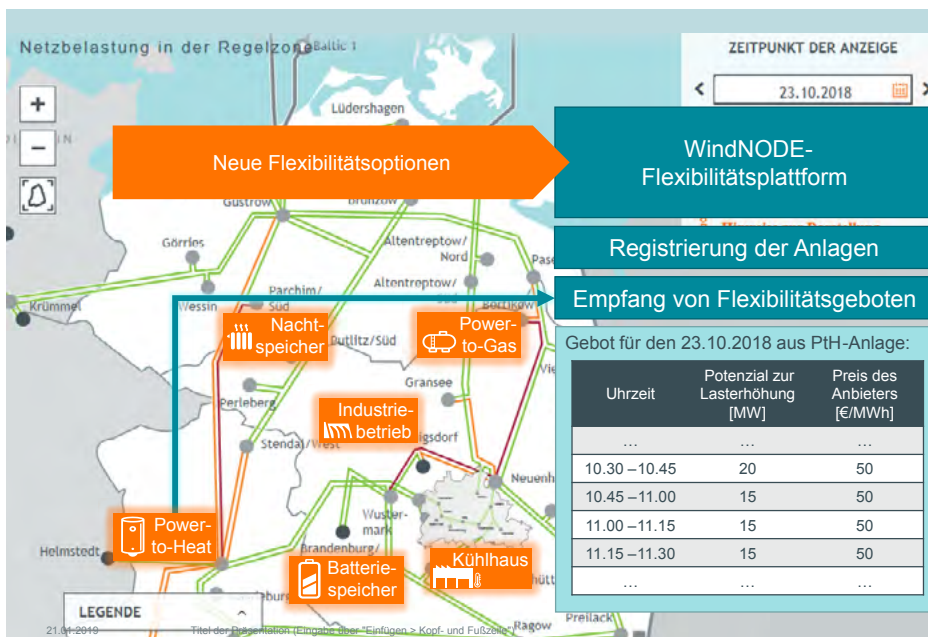 Netzbelastung in der Regelzone
Baltic 1
ZEITPUNKT DER ANZEIGE
23.10.2018
Lüdershagen
Neue Flexibilitätsoptionen
WindNODE-
Flexibilitätsplattform
Güstrow
Görries
Altentreptow/
Nord
Registrierung der Anlagen
Krümmel
Wessin
Parchim/
Süd
Altentreptow/
Süd
Bertikow
Empfang von Flexibilitätsgeboten
Nacht-
speicher
Putlitz/Süd
Power-
to-Gas
Gebot für den 23.10.2018 aus PtH-Anlage:
Gransee
Perleberg
Industrie-
betrieb
Stendal/West
Uhrzeit
Potenzial zur
Lasterhöhung
[MW]
Preis des
Anbieters
[€/MWh]
… … …
10.30 –10.45 20 50
10.45 –11.00 15 50
11.00 –11.15 15 50
11.15 –11.30 15 50
… … …
Wuster-
mark
Helmstedt
Power-
to-Heat
Brandenburg/
Batterie-
speicher
Kühlhaus
LEGENDE
21.01.2019
Titel der Präsentation (Eingabe über "Einfügen > Kopf- und Fußzeile")
Ragow
Preilack